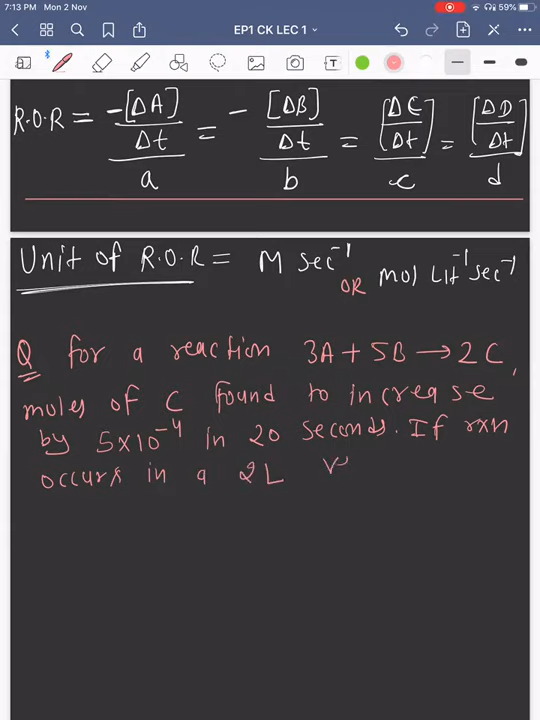 7:13 PM Mon 2 Nov
59%
EP1 CK LEC 1
R.O.R = -[ΔA]/Δt / a = - [ΔB]/Δt / b = [ΔC/Δt] / c = [ΔD/Δt] / d
Unit of R.O.R = M sec⁻¹ OR mol Lit⁻¹ sec⁻¹
Q for a reaction 3A + 5B → 2C,
moles of C found to increase
by 5×10⁻⁴ in 20 seconds. If rxn
occurs in a 2L